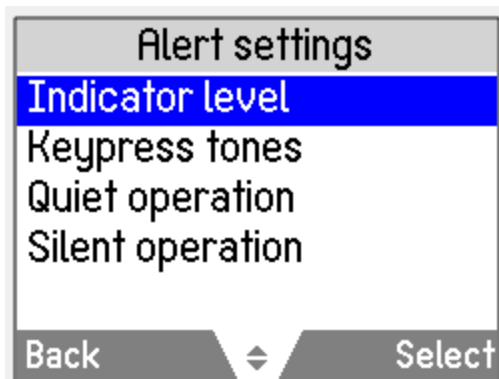 Alert settings
Indicator level
Keypress tones
Quiet operation
Silent operation
Back Select